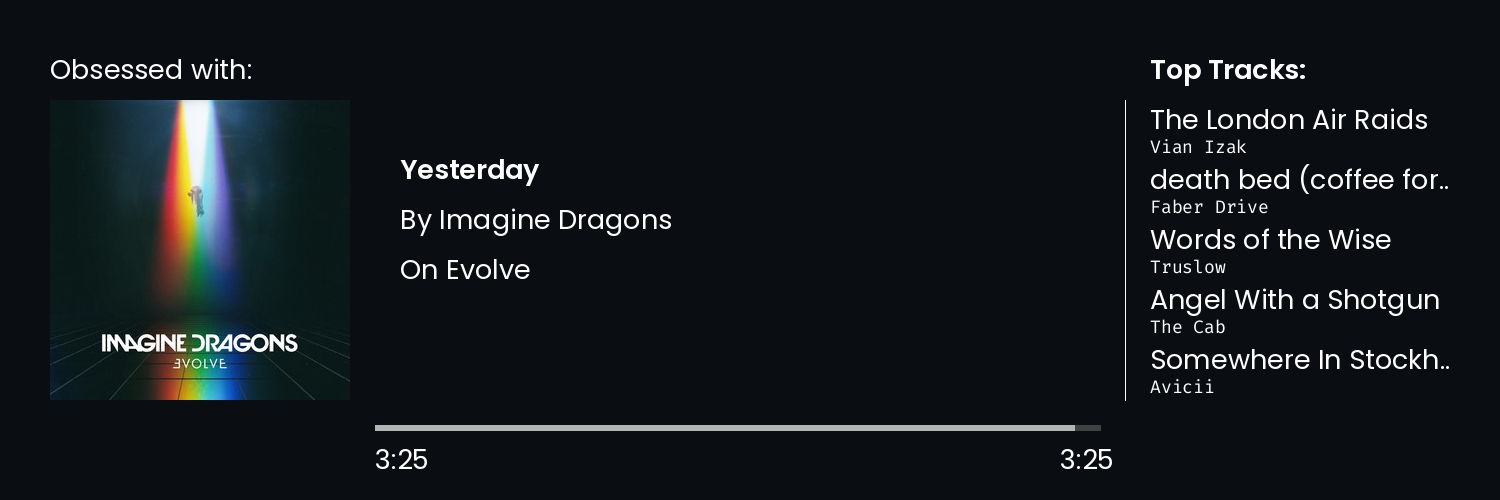 Obsessed with:
IMAGINE DRAGONS
EVOLVE
Yesterday
By Imagine Dragons
On Evolve
3:25
3:25
Top Tracks:
The London Air Raids
Vian Izak
death bed (coffee for..
Faber Drive
Words of the Wise
Truslow
Angel With a Shotgun
The Cab
Somewhere In Stockh..
Avicii